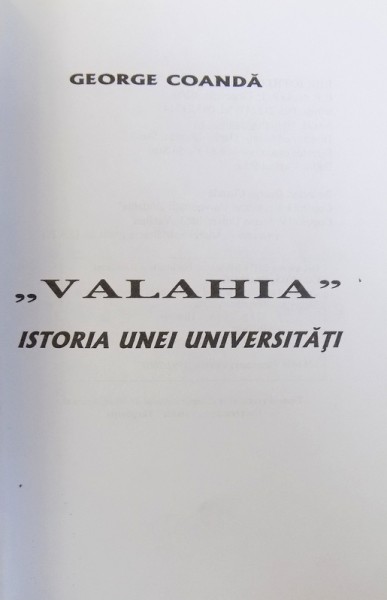 GEORGE COANDĂ
„VALAHIA”
ISTORIA UNEI UNIVERSITĂŢI